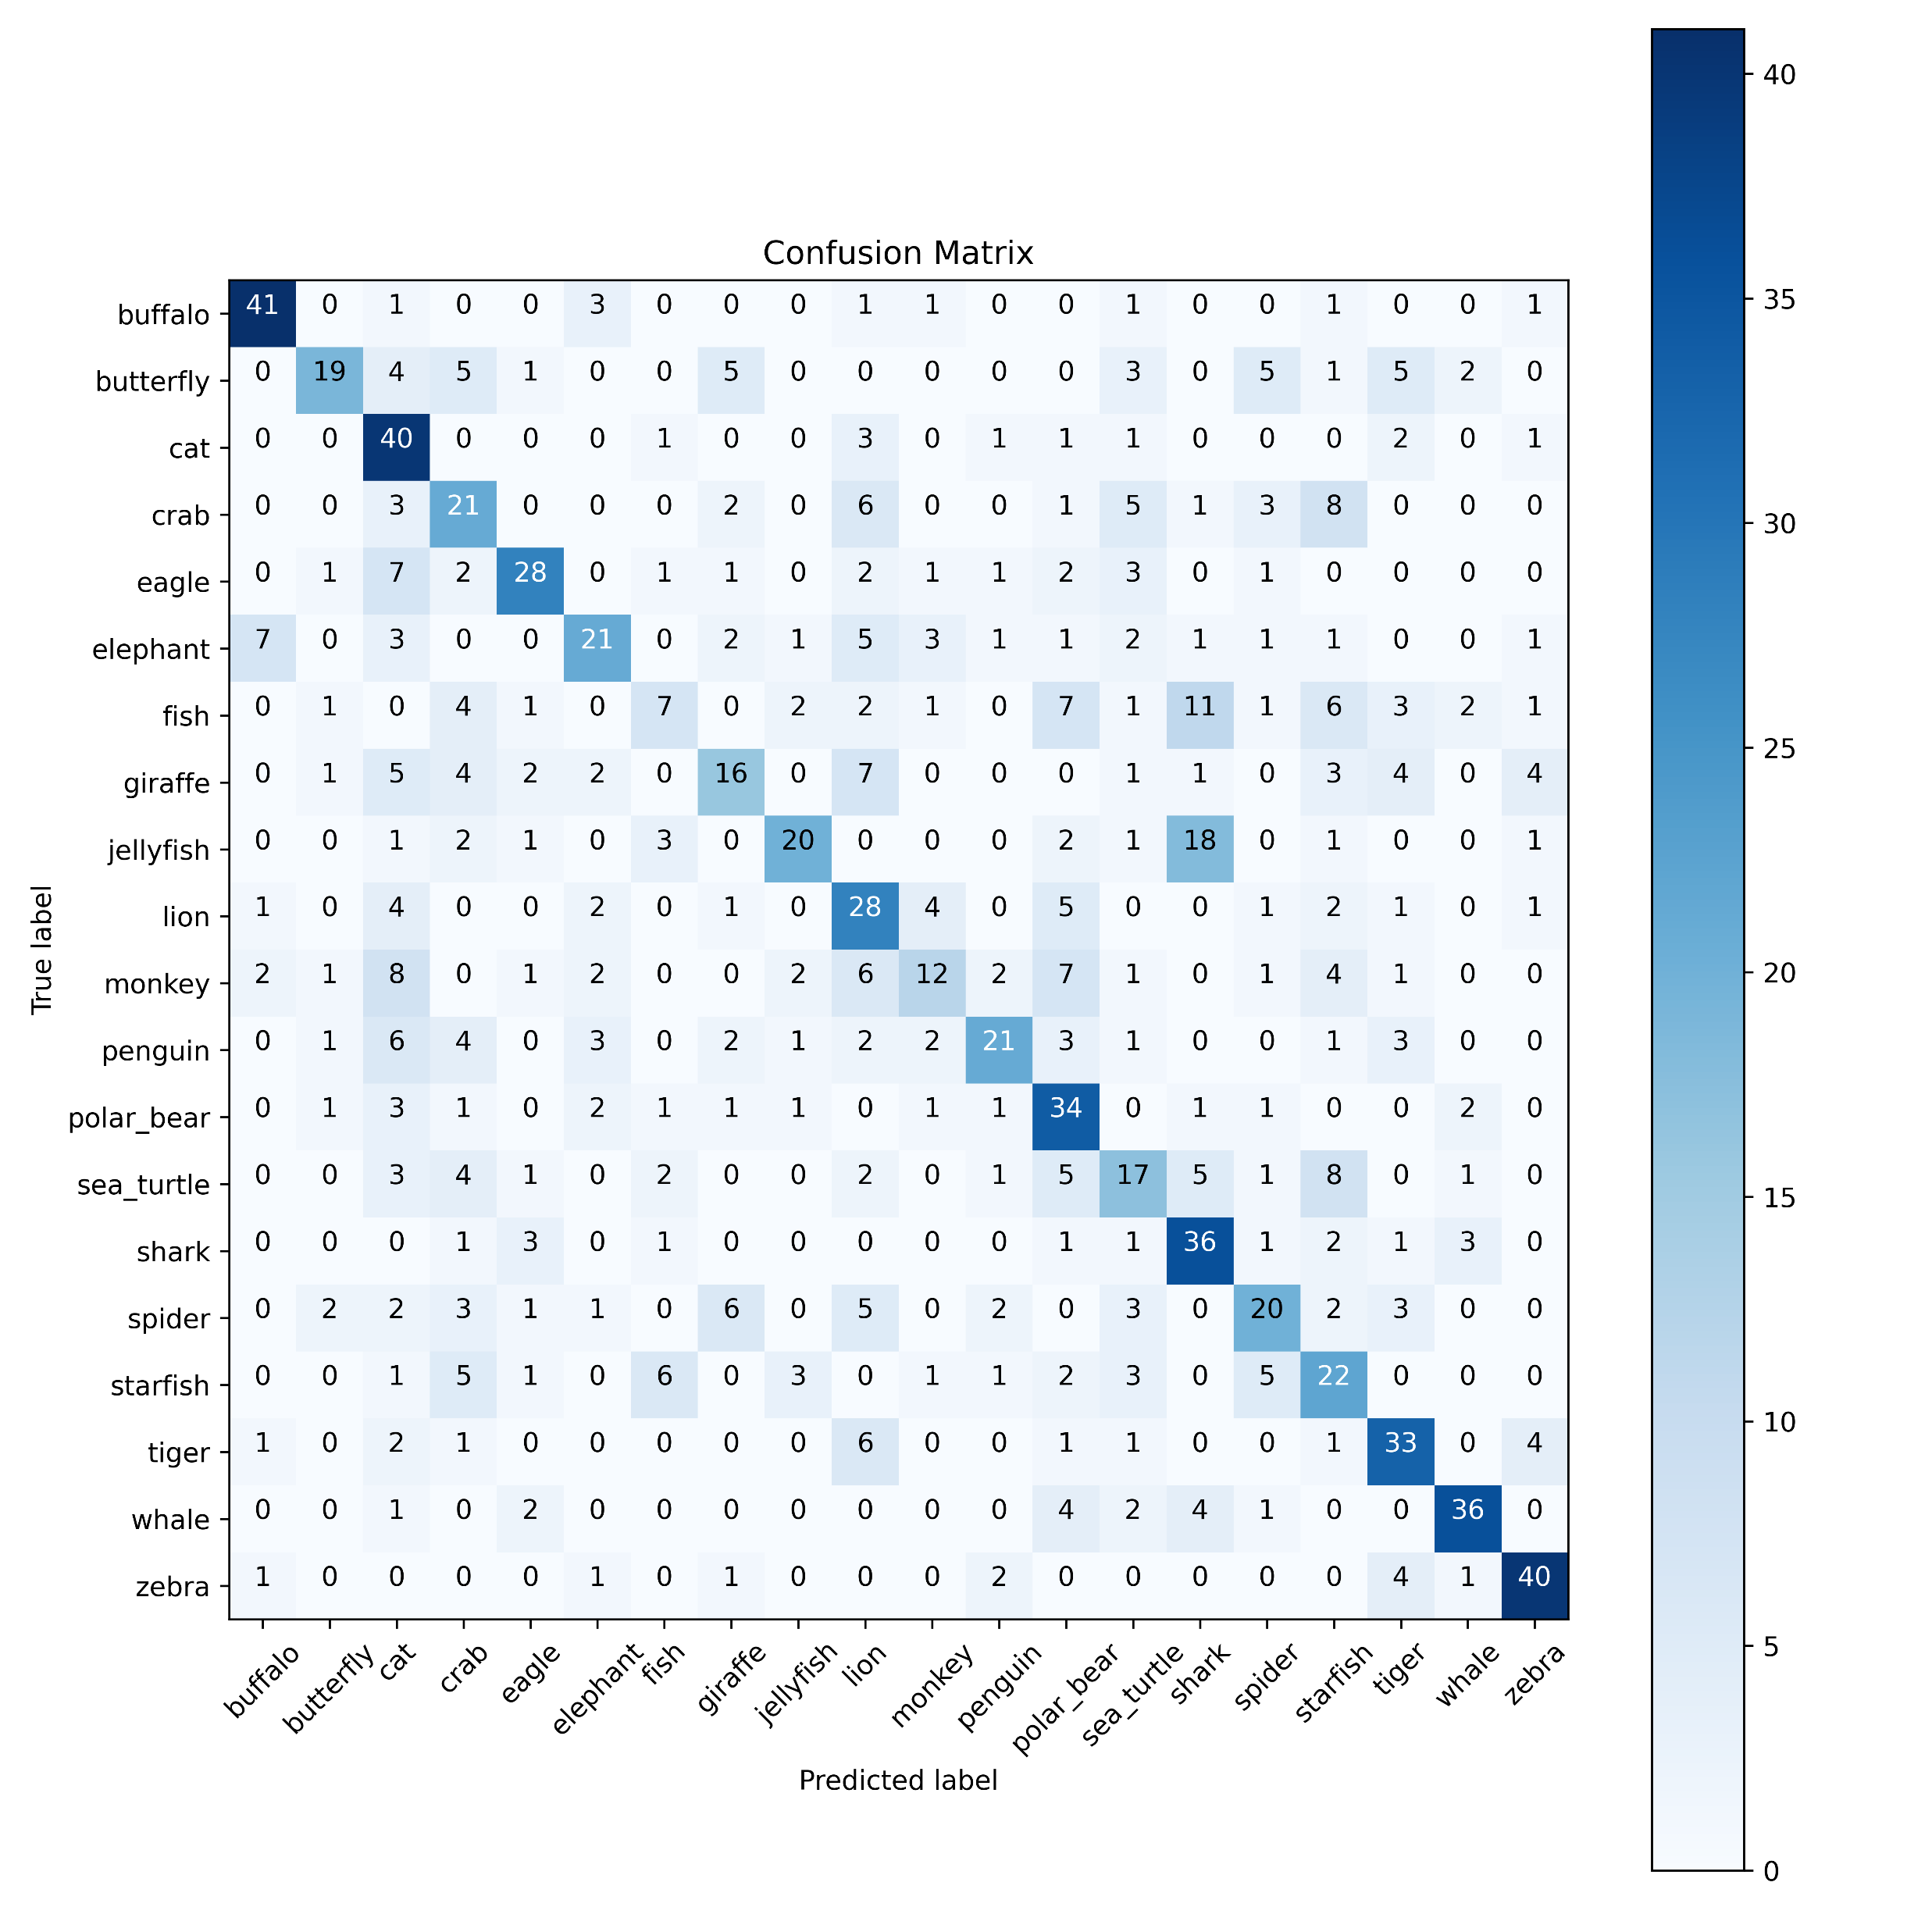 Confusion Matrix
buffalo 41 0 1 0 0 3 0 0 0 1 1 0 0 1 0 0 1 0 0 1
butterfly 0 19 4 5 1 0 0 5 0 0 0 0 0 3 0 5 1 5 2 0
cat 0 0 40 0 0 0 1 0 0 3 0 1 1 1 0 0 0 2 0 1
crab 0 0 3 21 0 0 0 2 0 6 0 0 1 5 1 3 8 0 0 0
eagle 0 1 7 2 28 0 1 1 0 2 1 1 2 3 0 1 0 0 0 0
elephant 7 0 3 0 0 21 0 2 1 5 3 1 1 2 1 1 1 0 0 1
fish 0 1 0 4 1 0 7 0 2 2 1 0 7 1 11 1 6 3 2 1
giraffe 0 1 5 4 2 2 0 16 0 7 0 0 0 1 1 0 3 4 0 4
jellyfish 0 0 1 2 1 0 3 0 20 0 0 0 2 1 18 0 1 0 0 1
lion 1 0 4 0 0 2 0 1 0 28 4 0 5 0 0 1 2 1 0 1
monkey 2 1 8 0 1 2 0 0 2 6 12 2 7 1 0 1 4 1 0 0
penguin 0 1 6 4 0 3 0 2 1 2 2 21 3 1 0 0 1 3 0 0
polar_bear 0 1 3 1 0 2 1 1 1 0 1 1 34 0 1 1 0 0 2 0
sea_turtle 0 0 3 4 1 0 2 0 0 2 0 1 5 17 5 1 8 0 1 0
shark 0 0 0 1 3 0 1 0 0 0 0 0 1 1 36 1 2 1 3 0
spider 0 2 2 3 1 1 0 6 0 5 0 2 0 3 0 20 2 3 0 0
starfish 0 0 1 5 1 0 6 0 3 0 1 1 2 3 0 5 22 0 0 0
tiger 1 0 2 1 0 0 0 0 0 6 0 0 1 1 0 0 1 33 0 4
whale 0 0 1 0 2 0 0 0 0 0 0 0 4 2 4 1 0 0 36 0
zebra 1 0 0 0 0 1 0 1 0 0 0 2 0 0 0 0 0 4 1 40
buffalo butterfly cat crab eagle elephant fish giraffe jellyfish lion monkey penguin polar_bear sea_turtle shark spider starfish tiger whale zebra
Predicted label
True label
40
35
30
25
20
15
10
5
0